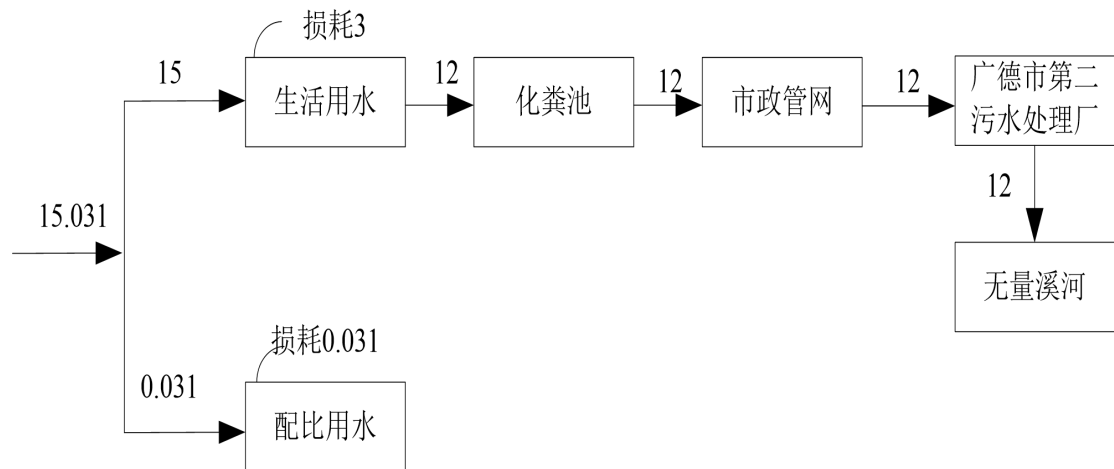 损耗3
15
生活用水
12
化粪池
12
市政管网
12
广德市第二
污水处理厂
12
无量溪河
15.031
损耗0.031
0.031
配比用水